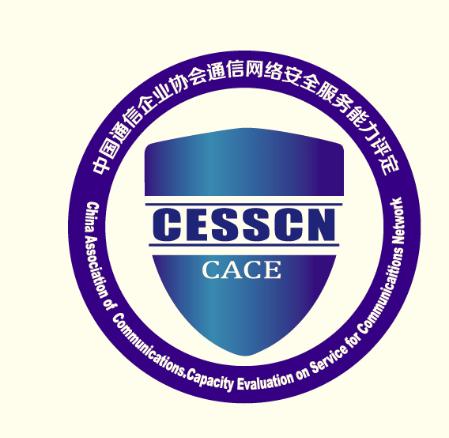 中国通信企业协会通信网络安全服务能力评定
CESSCN
CACE
China Association of Communications.Capacity Evaluation on Service for Communicaitions Network